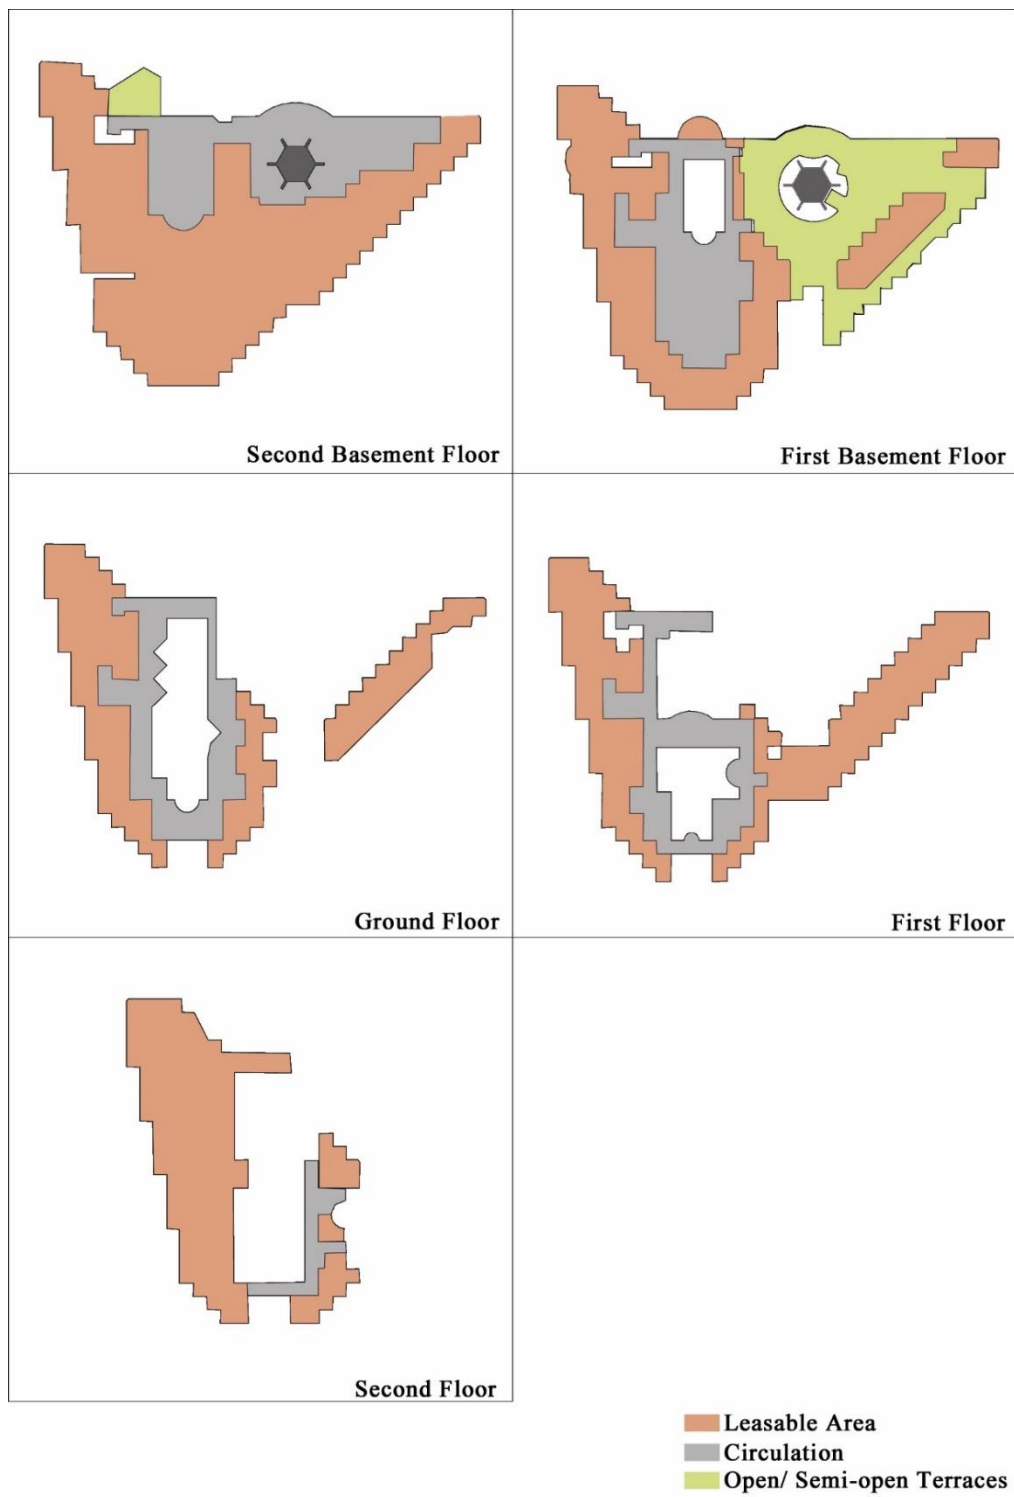 Second Basement Floor
First Basement Floor
Ground Floor
First Floor
Second Floor
Leasable Area
Circulation
Open/ Semi-open Terraces